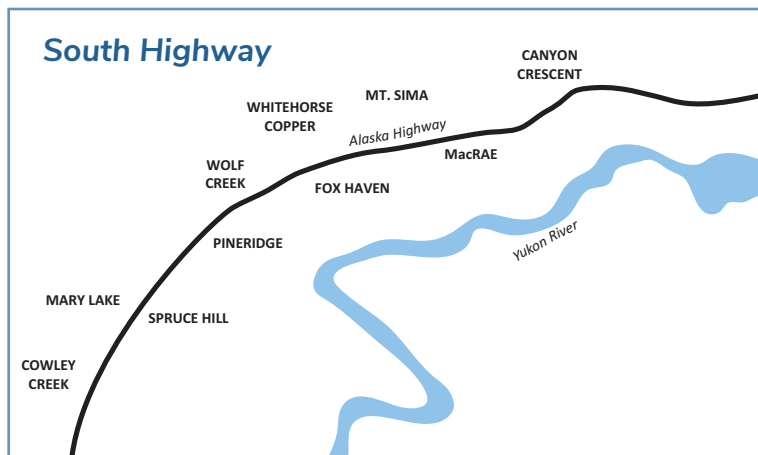 South Highway
CANYON
CRESCENT
MT. SIMA
WHITEHORSE
COPPER
Alaska Highway
MacRAE
WOLF
CREEK
FOX HAVEN
Yukon River
PINERIDGE
MARY LAKE
SPRUCE HILL
COWLEY
CREEK